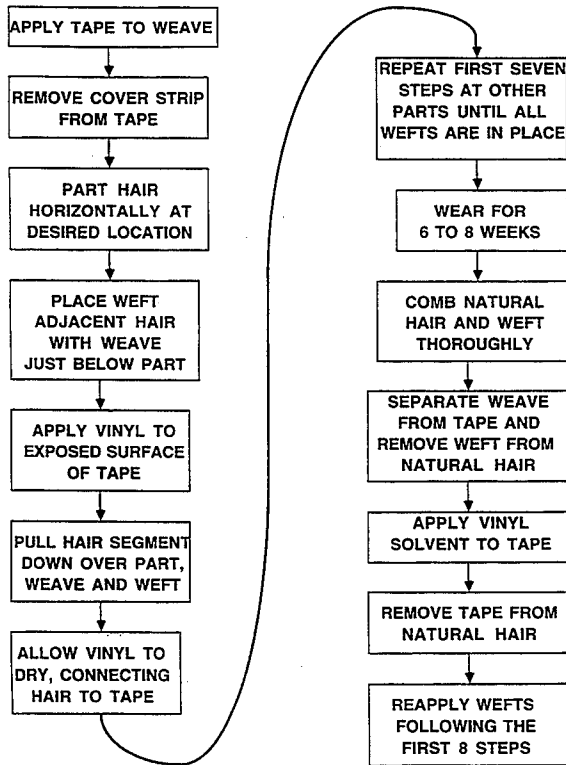 APPLY TAPE TO WEAVE
REMOVE COVER STRIP
FROM TAPE
PART HAIR
HORIZONTALLY AT
DESIRED LOCATION
PLACE WEFT
ADJACENT HAIR
WITH WEAVE
JUST BELOW PART
APPLY VINYL TO
EXPOSED SURFACE
OF TAPE
PULL HAIR SEGMENT
DOWN OVER PART,
WEAVE AND WEFT
ALLOW VINYL TO
DRY, CONNECTING
HAIR TO TAPE
REPEAT FIRST SEVEN
STEPS AT OTHER
PARTS UNTIL ALL
WEFTS ARE IN PLACE
WEAR FOR
6 TO 8 WEEKS
COMB NATURAL
HAIR AND WEFT
THOROUGHLY
SEPARATE WEAVE
FROM TAPE AND
REMOVE WEFT FROM
NATURAL HAIR
APPLY VINYL
SOLVENT TO TAPE
REMOVE TAPE FROM
NATURAL HAIR
REAPPLY WEFTS
FOLLOWING THE
FIRST 8 STEPS